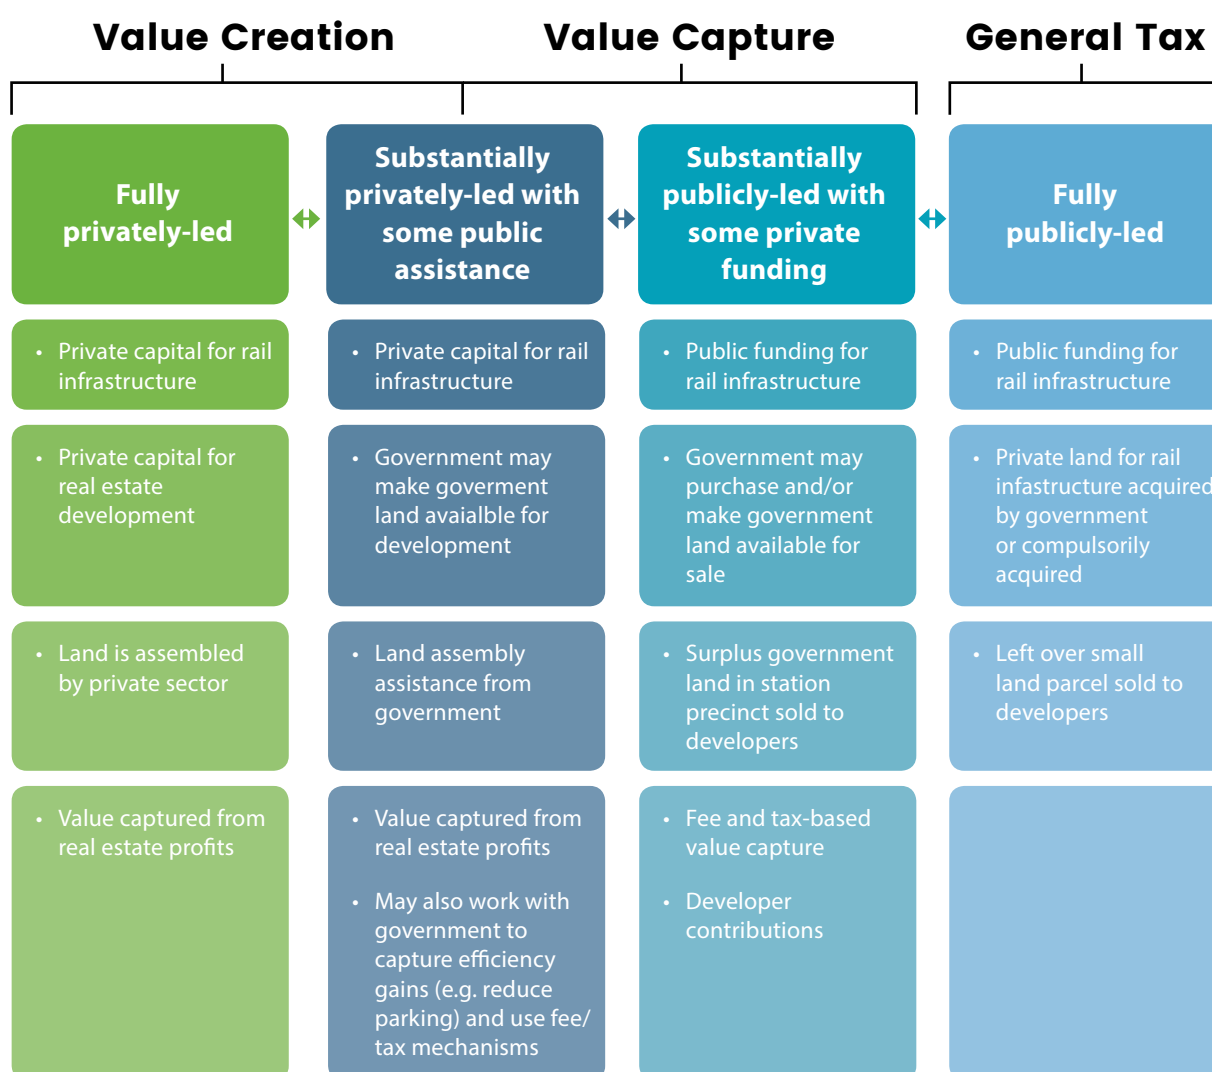 Value Creation
Value Capture
General Tax
Fully
privately-led
Substantially
privately-led with
some public
assistance
Substantially
publicly-led with
some private
funding
Fully
publicly-led
• Private capital for rail
infrastructure
• Private capital for rail
infrastructure
• Public funding for
rail infrastructure
• Public funding for
rail infrastructure
• Private capital for
real estate
development
• Government may
make goverment
land avaialble for
development
• Government may
purchase and/or
make government
land available for
sale
• Private land for rail
infastructure acquired
by government
or compulsorily
acquired
• Land is assembled
by private sector
• Land assembly
assistance from
government
• Surplus government
land in station
precinct sold to
developers
• Left over small
land parcel sold to
developers
• Value captured from
real estate profits
• Value captured from
real estate profits
• May also work with
government to
capture efficiency
gains (e.g. reduce
parking) and use fee/
tax mechanisms
• Fee and tax-based
value capture
• Developer
contributions